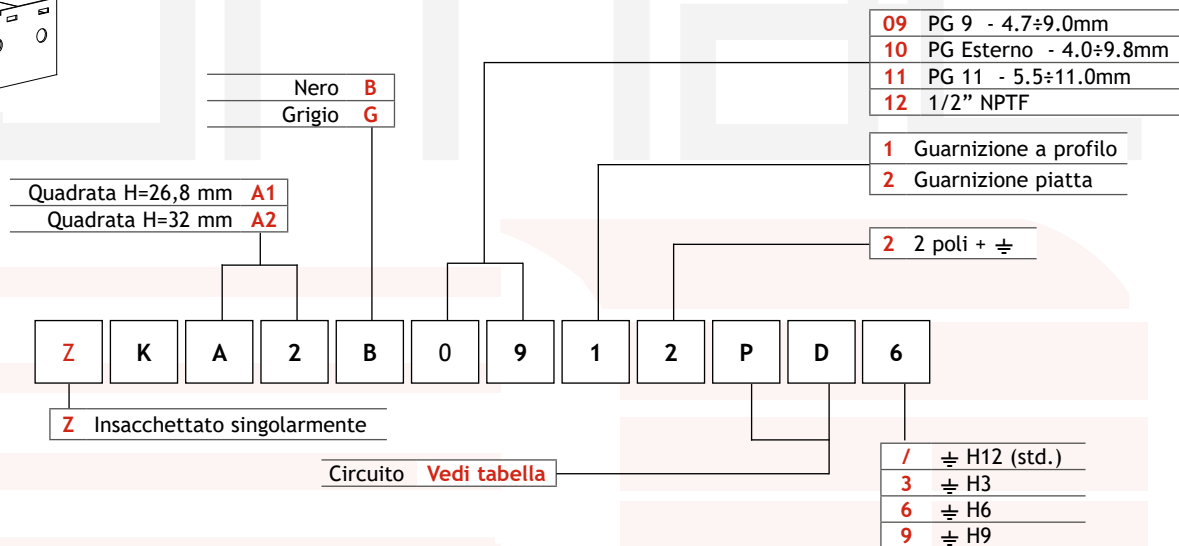 09 PG 9 - 4.7÷9.0mm
10 PG Esterno - 4.0÷9.8mm
11 PG 11 - 5.5÷11.0mm
12 1/2” NPTF
Nero B
Grigio G
1 Guarnizione a profilo
2 Guarnizione piatta
Quadrata H=26,8 mm A1
Quadrata H=32 mm A2
2 2 poli + ⏚
Z K A 2 B 0 9 1 2 P D 6
Z Insacchettato singolarmente
Circuito Vedi tabella
/ ⏚ H12 (std.)
3 ⏚ H3
6 ⏚ H6
9 ⏚ H9